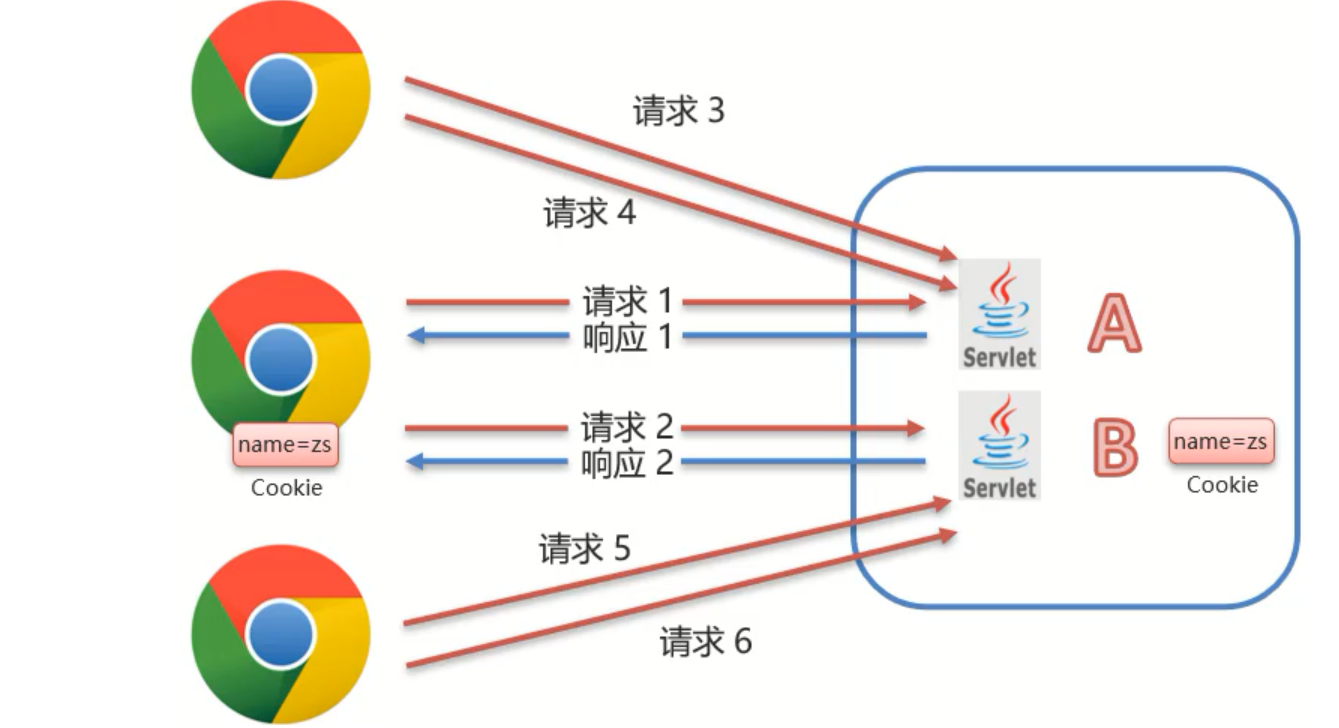 请求 3
请求 4
请求 1
响应 1
Servlet
A
请求 2
响应 2
Servlet
B
name=zs
Cookie
name=zs
Cookie
请求 5
请求 6